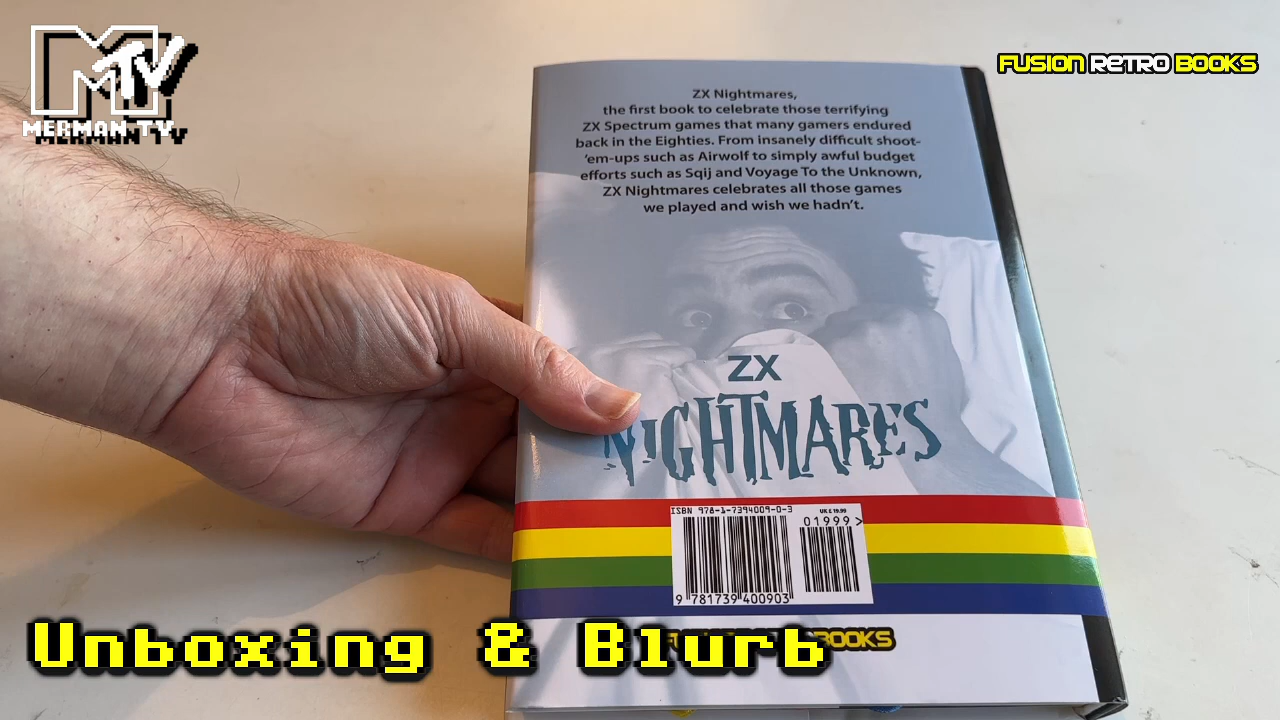 MTV
MERMAN TV
FUSION RETRO BOOKS
ZX Nightmares,
the first book to celebrate those terrifying
ZX Spectrum games that many gamers endured
back in the Eighties. From insanely difficult shoot-
'em-ups such as Airwolf to simply awful budget
efforts such as Sqij and Voyage To the Unknown,
ZX Nightmares celebrates all those games
we played and wish we hadn't.
ZX
NIGHTMARES
ISBN 978-1-7394009-0-3
UK £ 19.99
01999>
9 781739 400903
BOOKS
Unboxing & Blurb